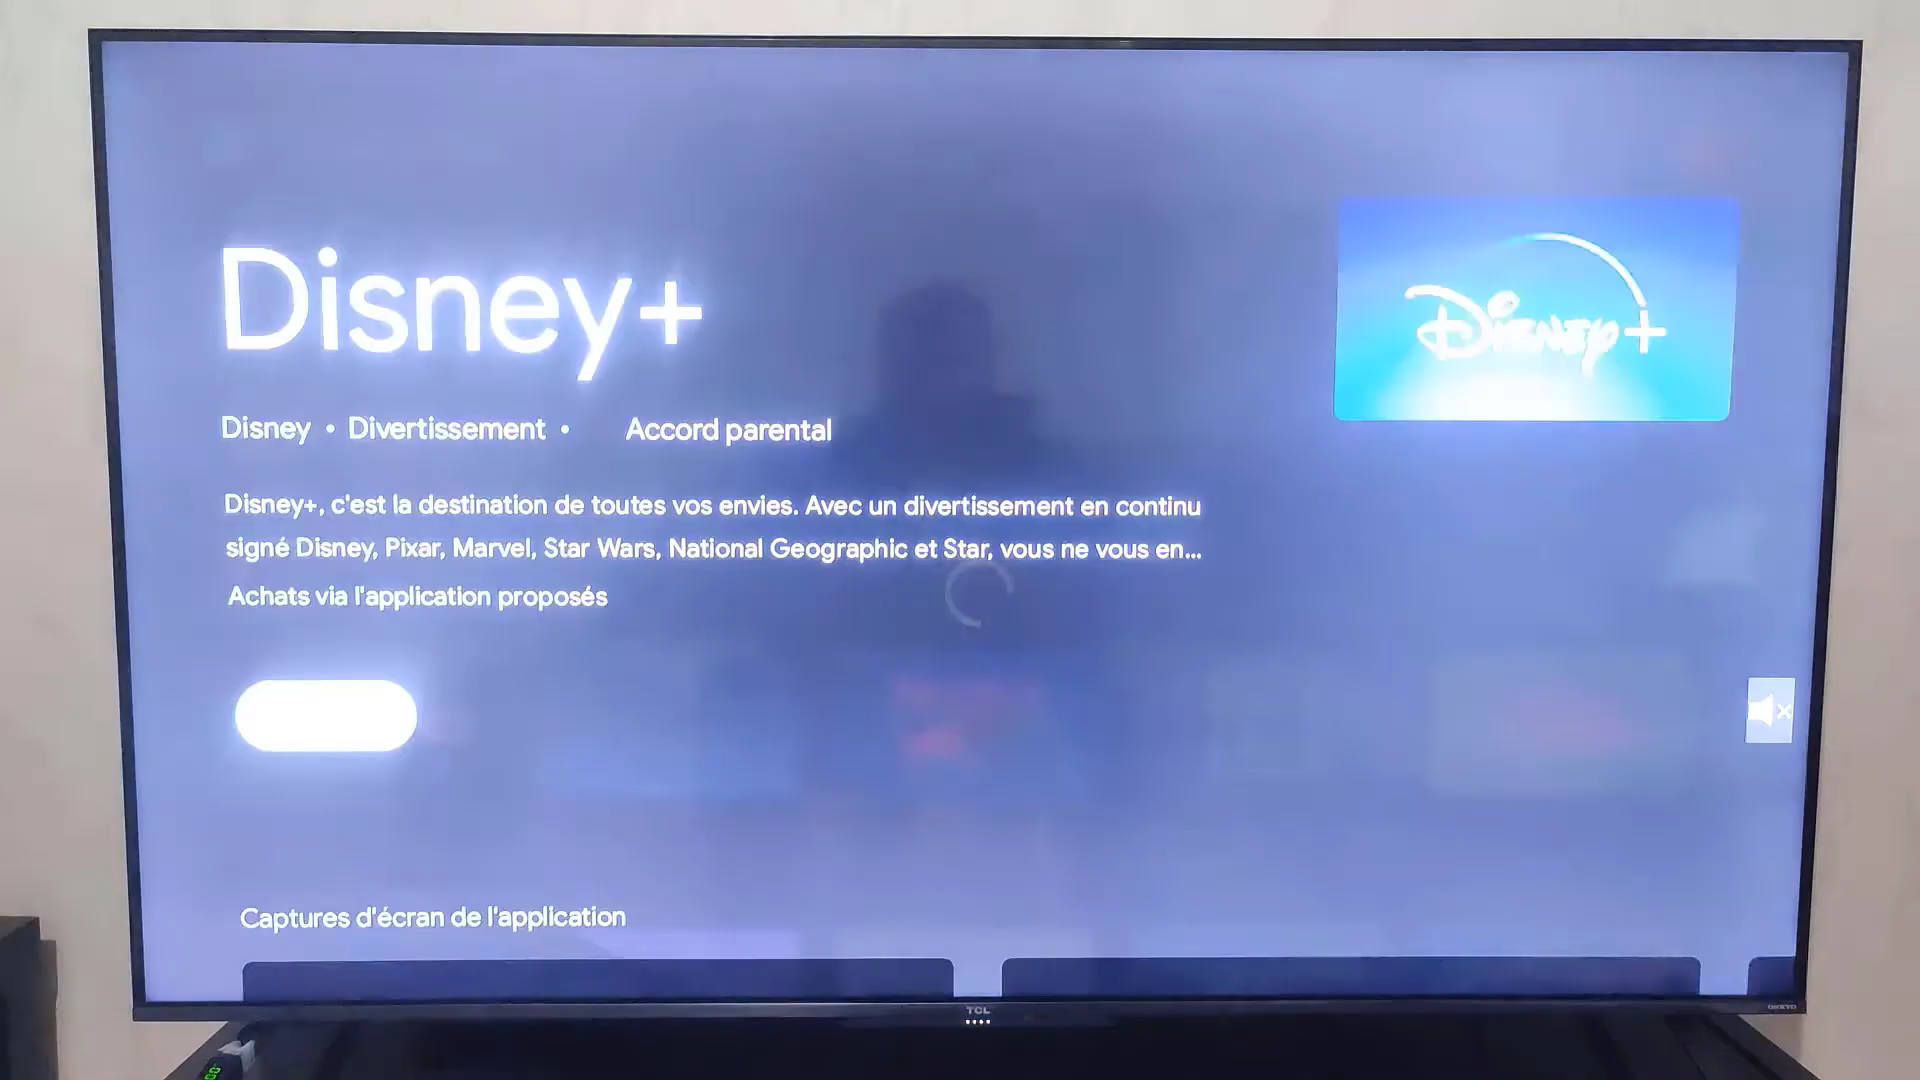 Disney+
Disney+
Disney • Divertissement • Accord parental
Disney+, c'est la destination de toutes vos envies. Avec un divertissement en continu
signé Disney, Pixar, Marvel, Star Wars, National Geographic et Star, vous ne vous en...
Achats via l'application proposés
Captures d'écran de l'application
TCL
ONKYO